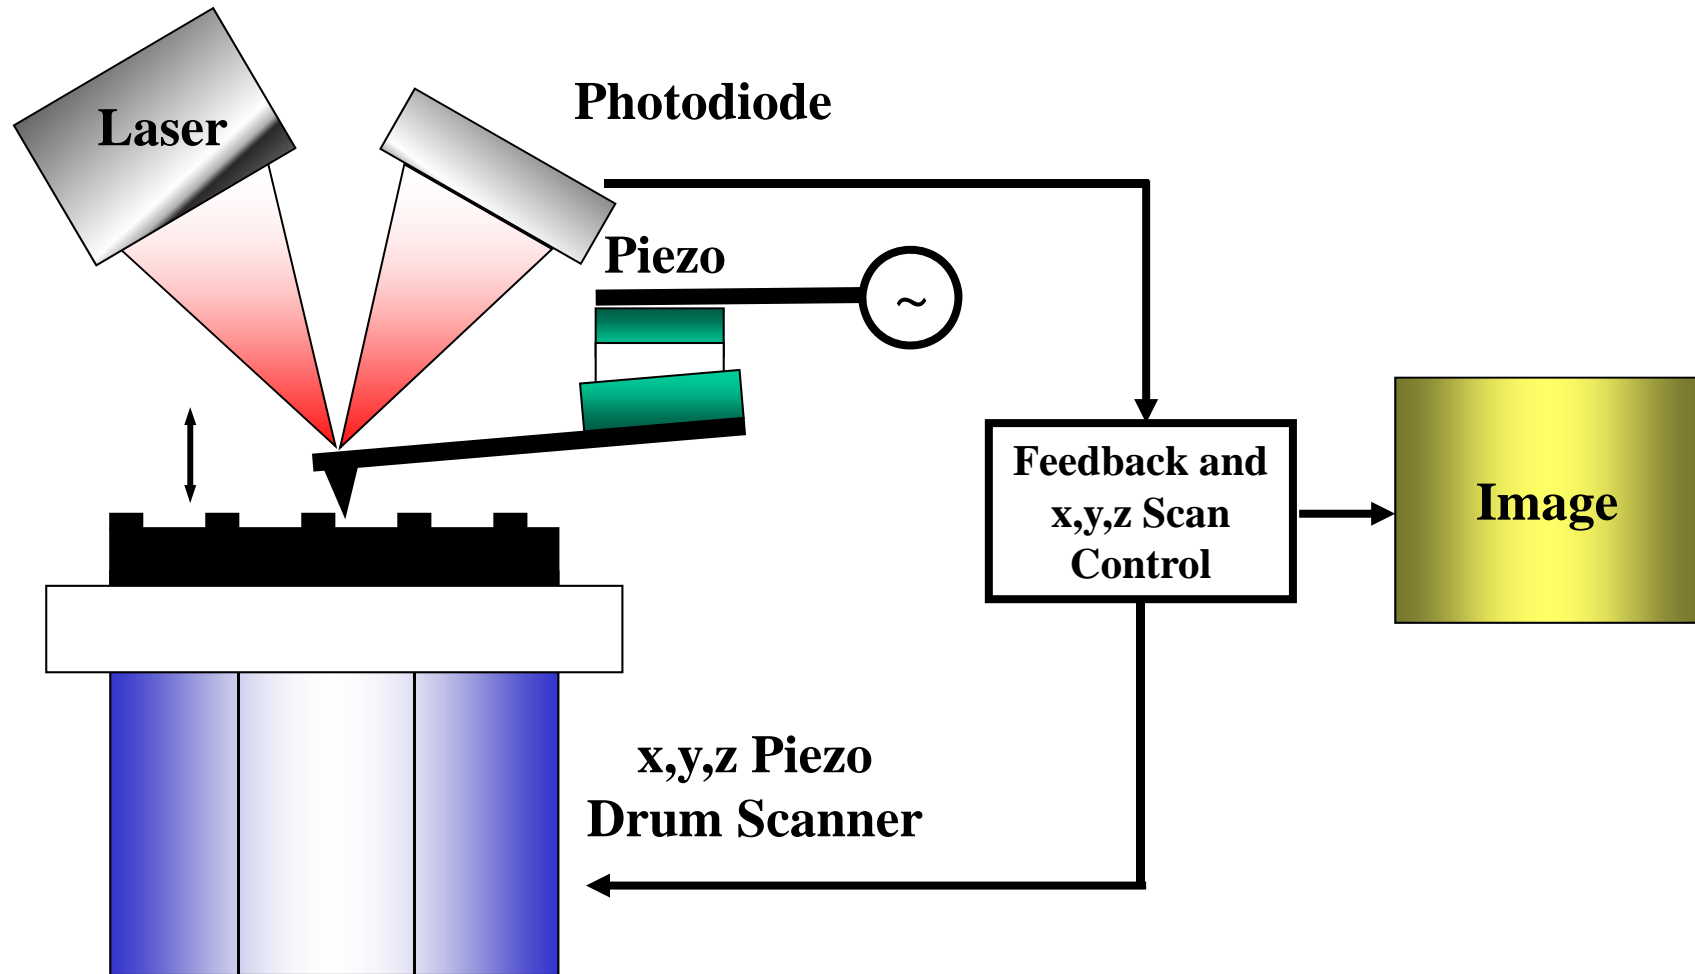 Laser
Photodiode
Piezo
~
Feedback and
x,y,z Scan
Control
Image
x,y,z Piezo
Drum Scanner